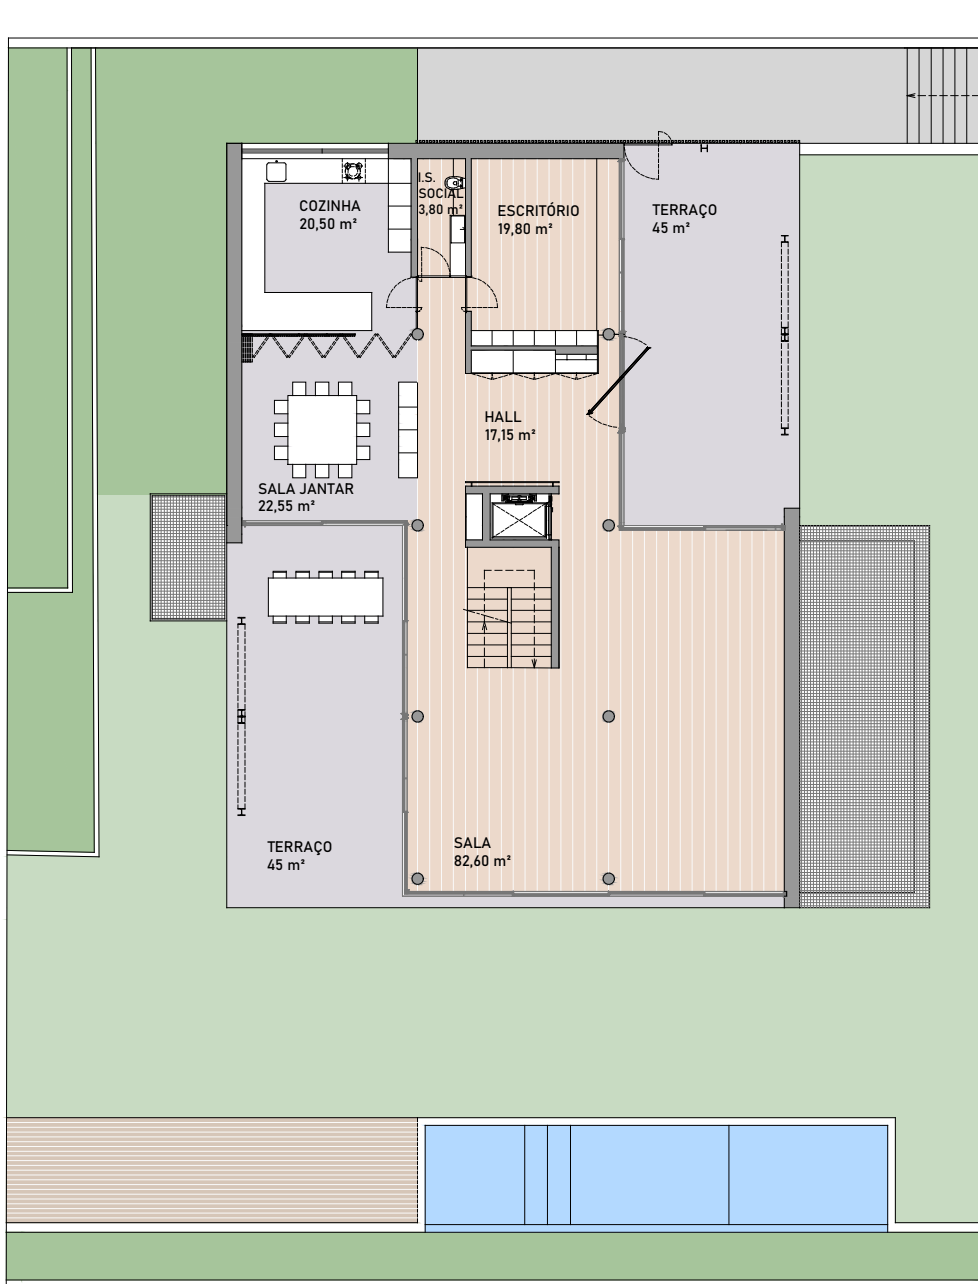 I.S.
SOCIAL
3,80 m²
COZINHA
20,50 m²
ESCRITÓRIO
19,80 m²
TERRAÇO
45 m²
HALL
17,15 m²
SALA JANTAR
22,55 m²
SALA
82,60 m²
TERRAÇO
45 m²